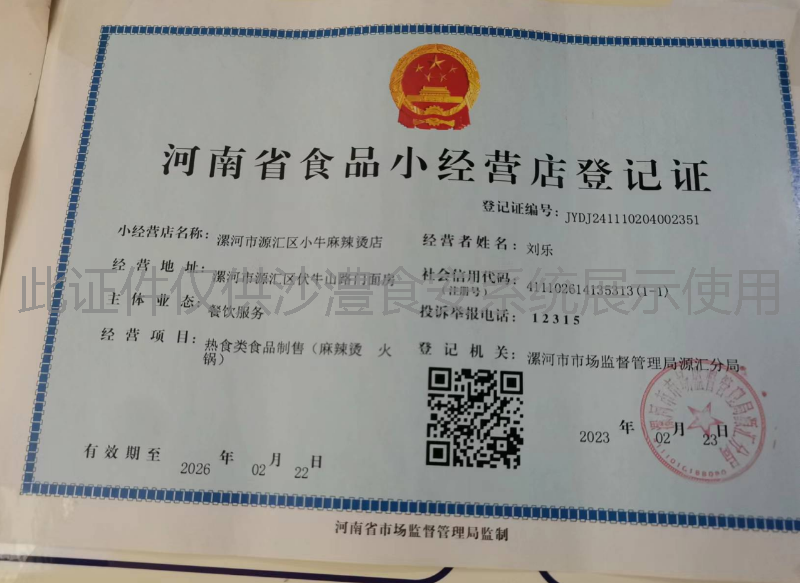 河南省食品小经营店登记证
登记证编号：JYDJ241110204002351
小经营店名称：漯河市源汇区小牛麻辣烫店
经营者姓名：刘乐
经营地址：漯河市源汇区伏牛山路门面房
社会信用代码：411102614135313(1-1)
（注册号）
此证件仅供沙澧食安系统展示使用
主体业态：餐饮服务
投诉举报电话：12315
经营项目：热食类食品制售（麻辣烫 火
锅）
登记机关：漯河市市场监督管理局源汇分局
2023 年 02 月 23 日
有效期至 2026 年 02 月 22 日
河南省市场监督管理局监制